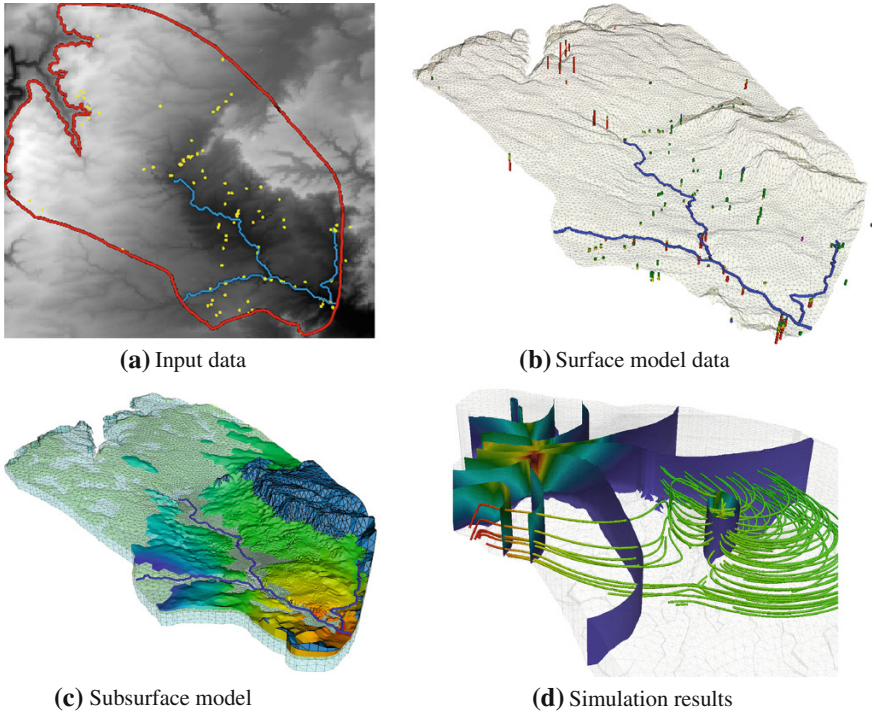 (a) Input data
(b) Surface model data
(c) Subsurface model
(d) Simulation results